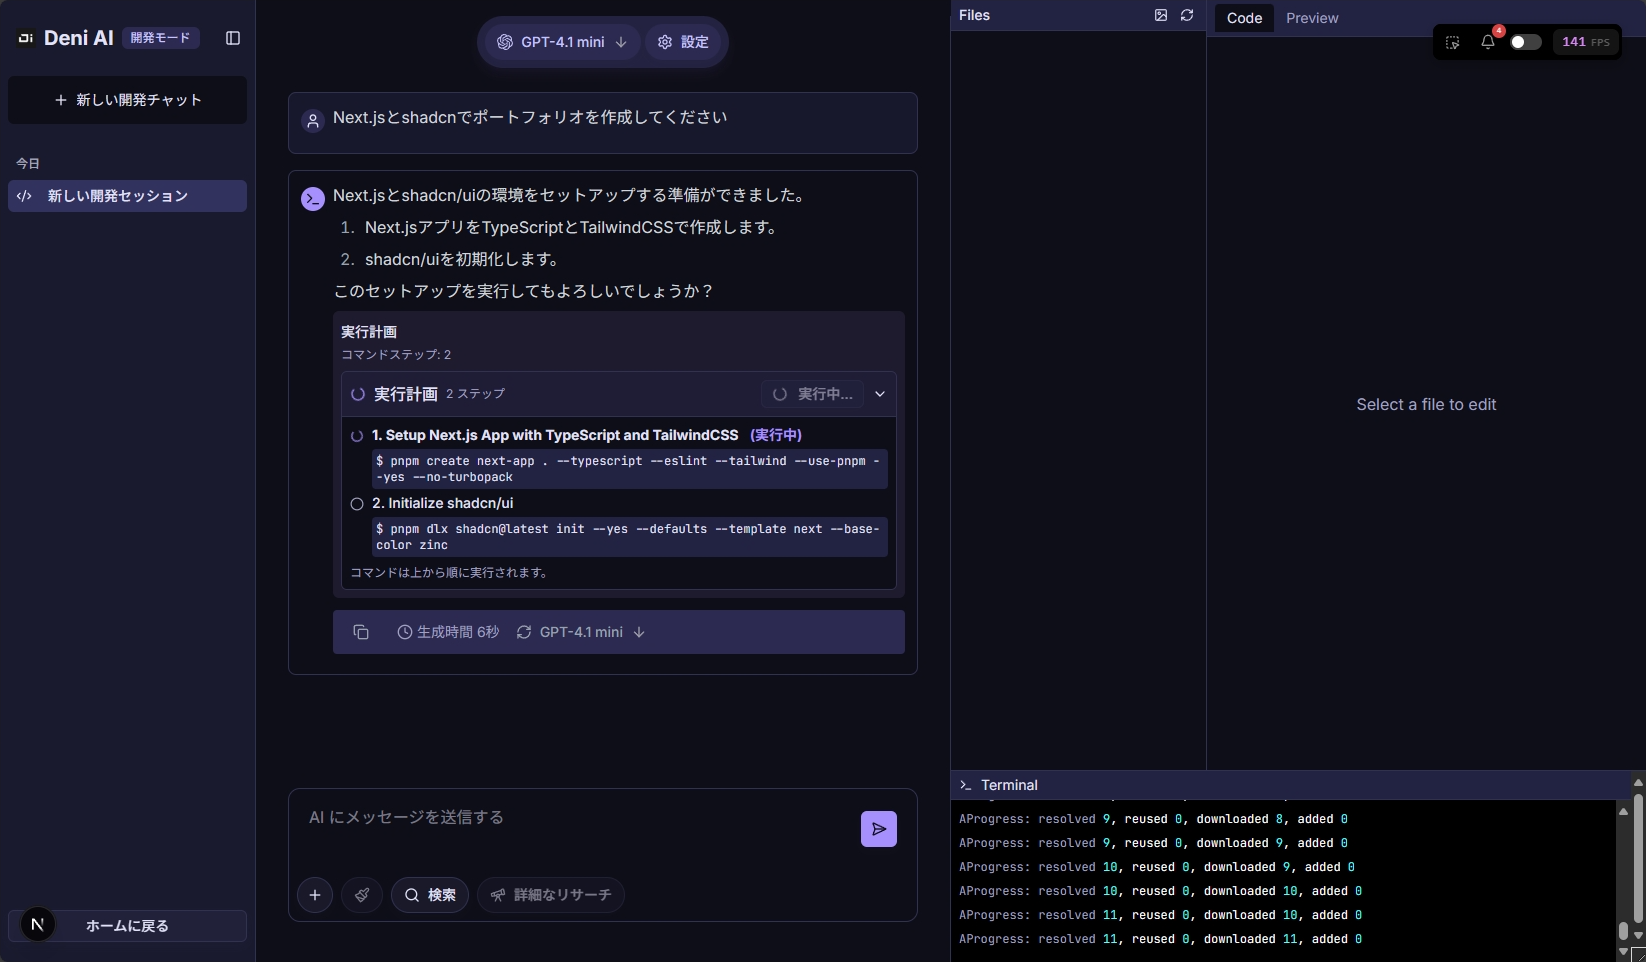 Deni AI 開発モード
新しい開発チャット
今日
新しい開発セッション
N ホームに戻る
GPT-4.1 mini 設定
Next.jsとshadcnでポートフォリオを作成してください
Next.jsとshadcn/uiの環境をセットアップする準備ができました。
1. Next.jsアプリをTypeScriptとTailwindCSSで作成します。
2. shadcn/uiを初期化します。
このセットアップを実行してもよろしいでしょうか？
実行計画
コマンドステップ: 2
実行計画 2 ステップ 実行中...
1. Setup Next.js App with TypeScript and TailwindCSS (実行中)
$ pnpm create next-app . --typescript --eslint --tailwind --use-pnpm -
-yes --no-turbopack
2. Initialize shadcn/ui
$ pnpm dlx shadcn@latest init --yes --defaults --template next --base-
color zinc
コマンドは上から順に実行されます。
生成時間 6秒 GPT-4.1 mini
AI にメッセージを送信する
検索 詳細なリサーチ
Files
Code Preview
4 141 FPS
Select a file to edit
Terminal
AProgress: resolved 9, reused 0, downloaded 8, added 0
AProgress: resolved 9, reused 0, downloaded 9, added 0
AProgress: resolved 10, reused 0, downloaded 9, added 0
AProgress: resolved 10, reused 0, downloaded 10, added 0
AProgress: resolved 11, reused 0, downloaded 10, added 0
AProgress: resolved 11, reused 0, downloaded 11, added 0